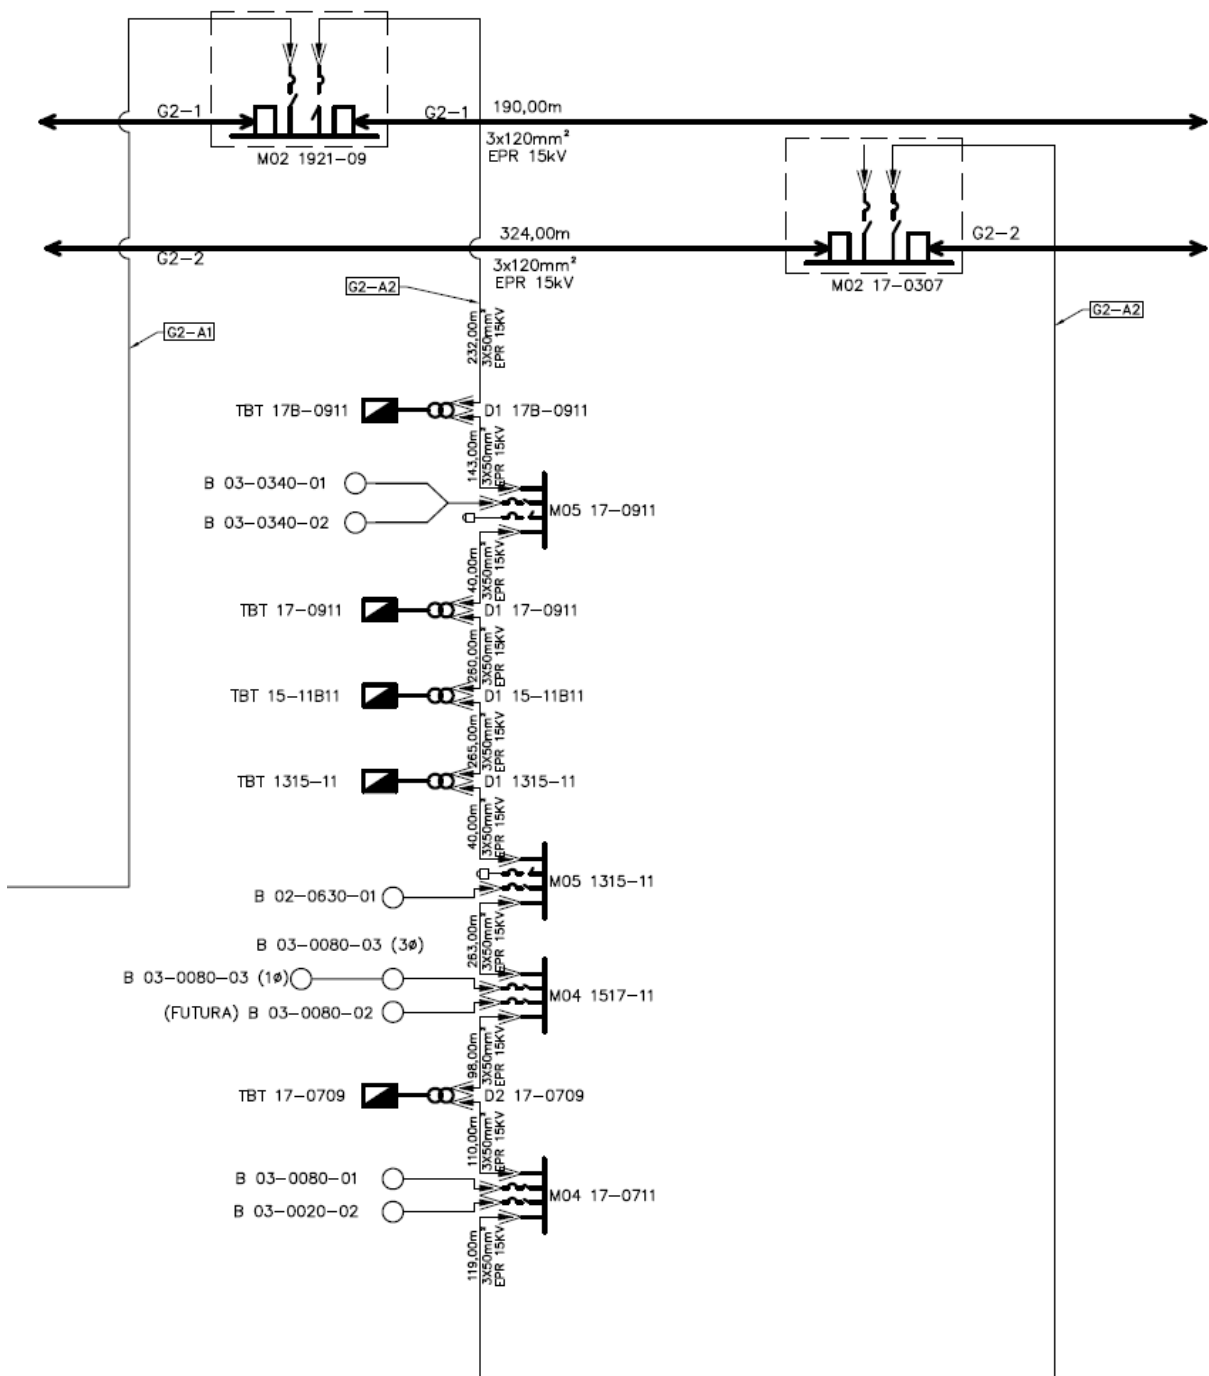 G2-1
G2-1
190,00m
3x120mm²
EPR 15kV
M02 1921-09
G2-2
324,00m
3x120mm²
EPR 15kV
G2-2
M02 17-0307
G2-A2
G2-A2
G2-A1
232,00m
3X50mm²
EPR 15KV
TBT 17B-0911
D1 17B-0911
143,00m
3X50mm²
EPR 15KV
B 03-0340-01
M05 17-0911
B 03-0340-02
40,00m
3X50mm²
EPR 15KV
TBT 17-0911
D1 17-0911
260,00m
3X50mm²
EPR 15KV
TBT 15-11B11
D1 15-11B11
265,00m
3X50mm²
EPR 15KV
TBT 1315-11
D1 1315-11
40,00m
3X50mm²
EPR 15KV
M05 1315-11
B 02-0630-01
263,00m
3X50mm²
EPR 15KV
B 03-0080-03 (3ø)
B 03-0080-03 (1ø)
M04 1517-11
(FUTURA) B 03-0080-02
98,00m
3X50mm²
EPR 15KV
TBT 17-0709
D2 17-0709
110,00m
3X50mm²
EPR 15KV
B 03-0080-01
M04 17-0711
B 03-0020-02
119,00m
3X50mm²
EPR 15KV